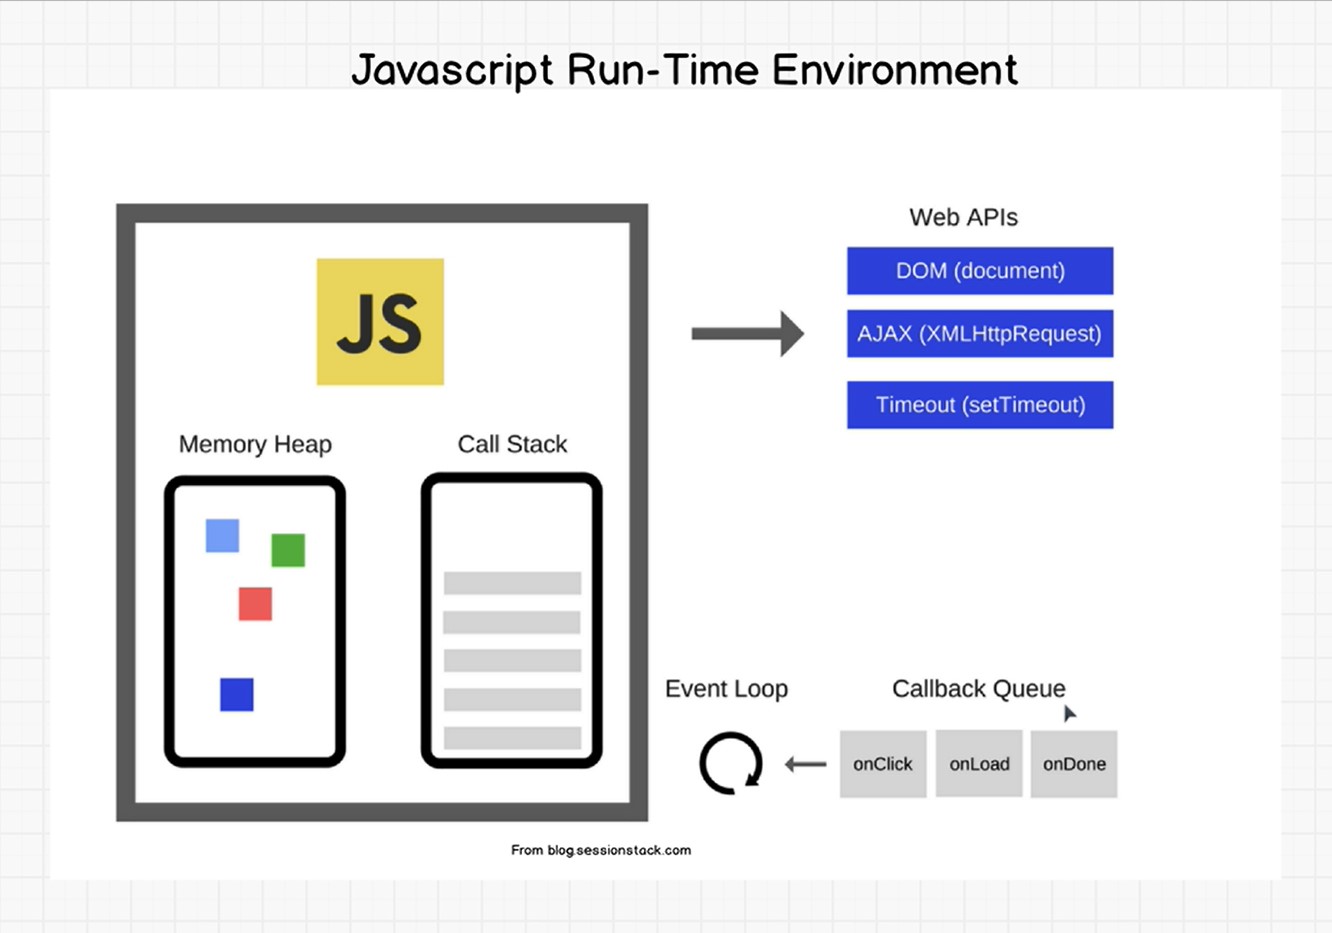 Javascript Run-Time Environment
JS
Memory Heap
Call Stack
Web APIs
DOM (document)
AJAX (XMLHttpRequest)
Timeout (setTimeout)
Event Loop
Callback Queue
onClick
onLoad
onDone
From blog.sessionstack.com